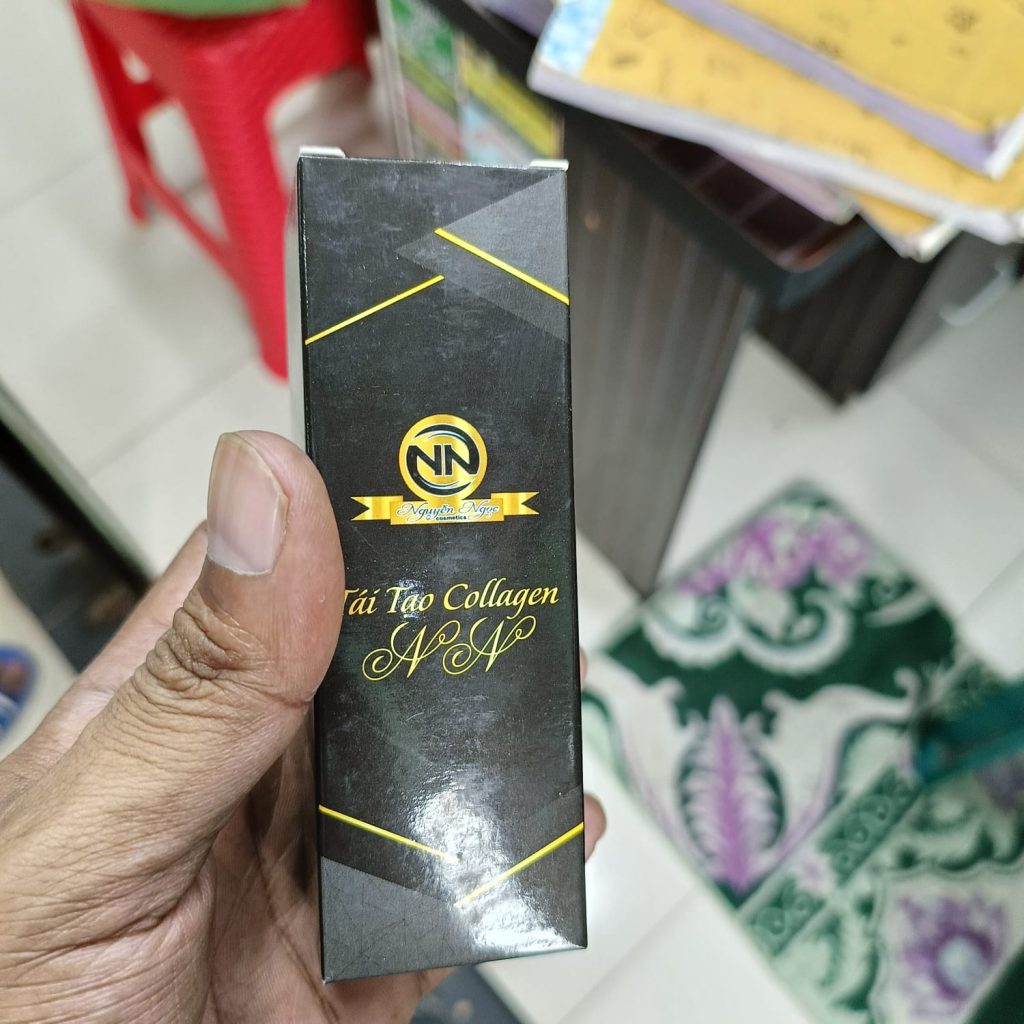 NN
Nguyễn Ngọc
cosmetics
Tái Tạo Collagen
NN